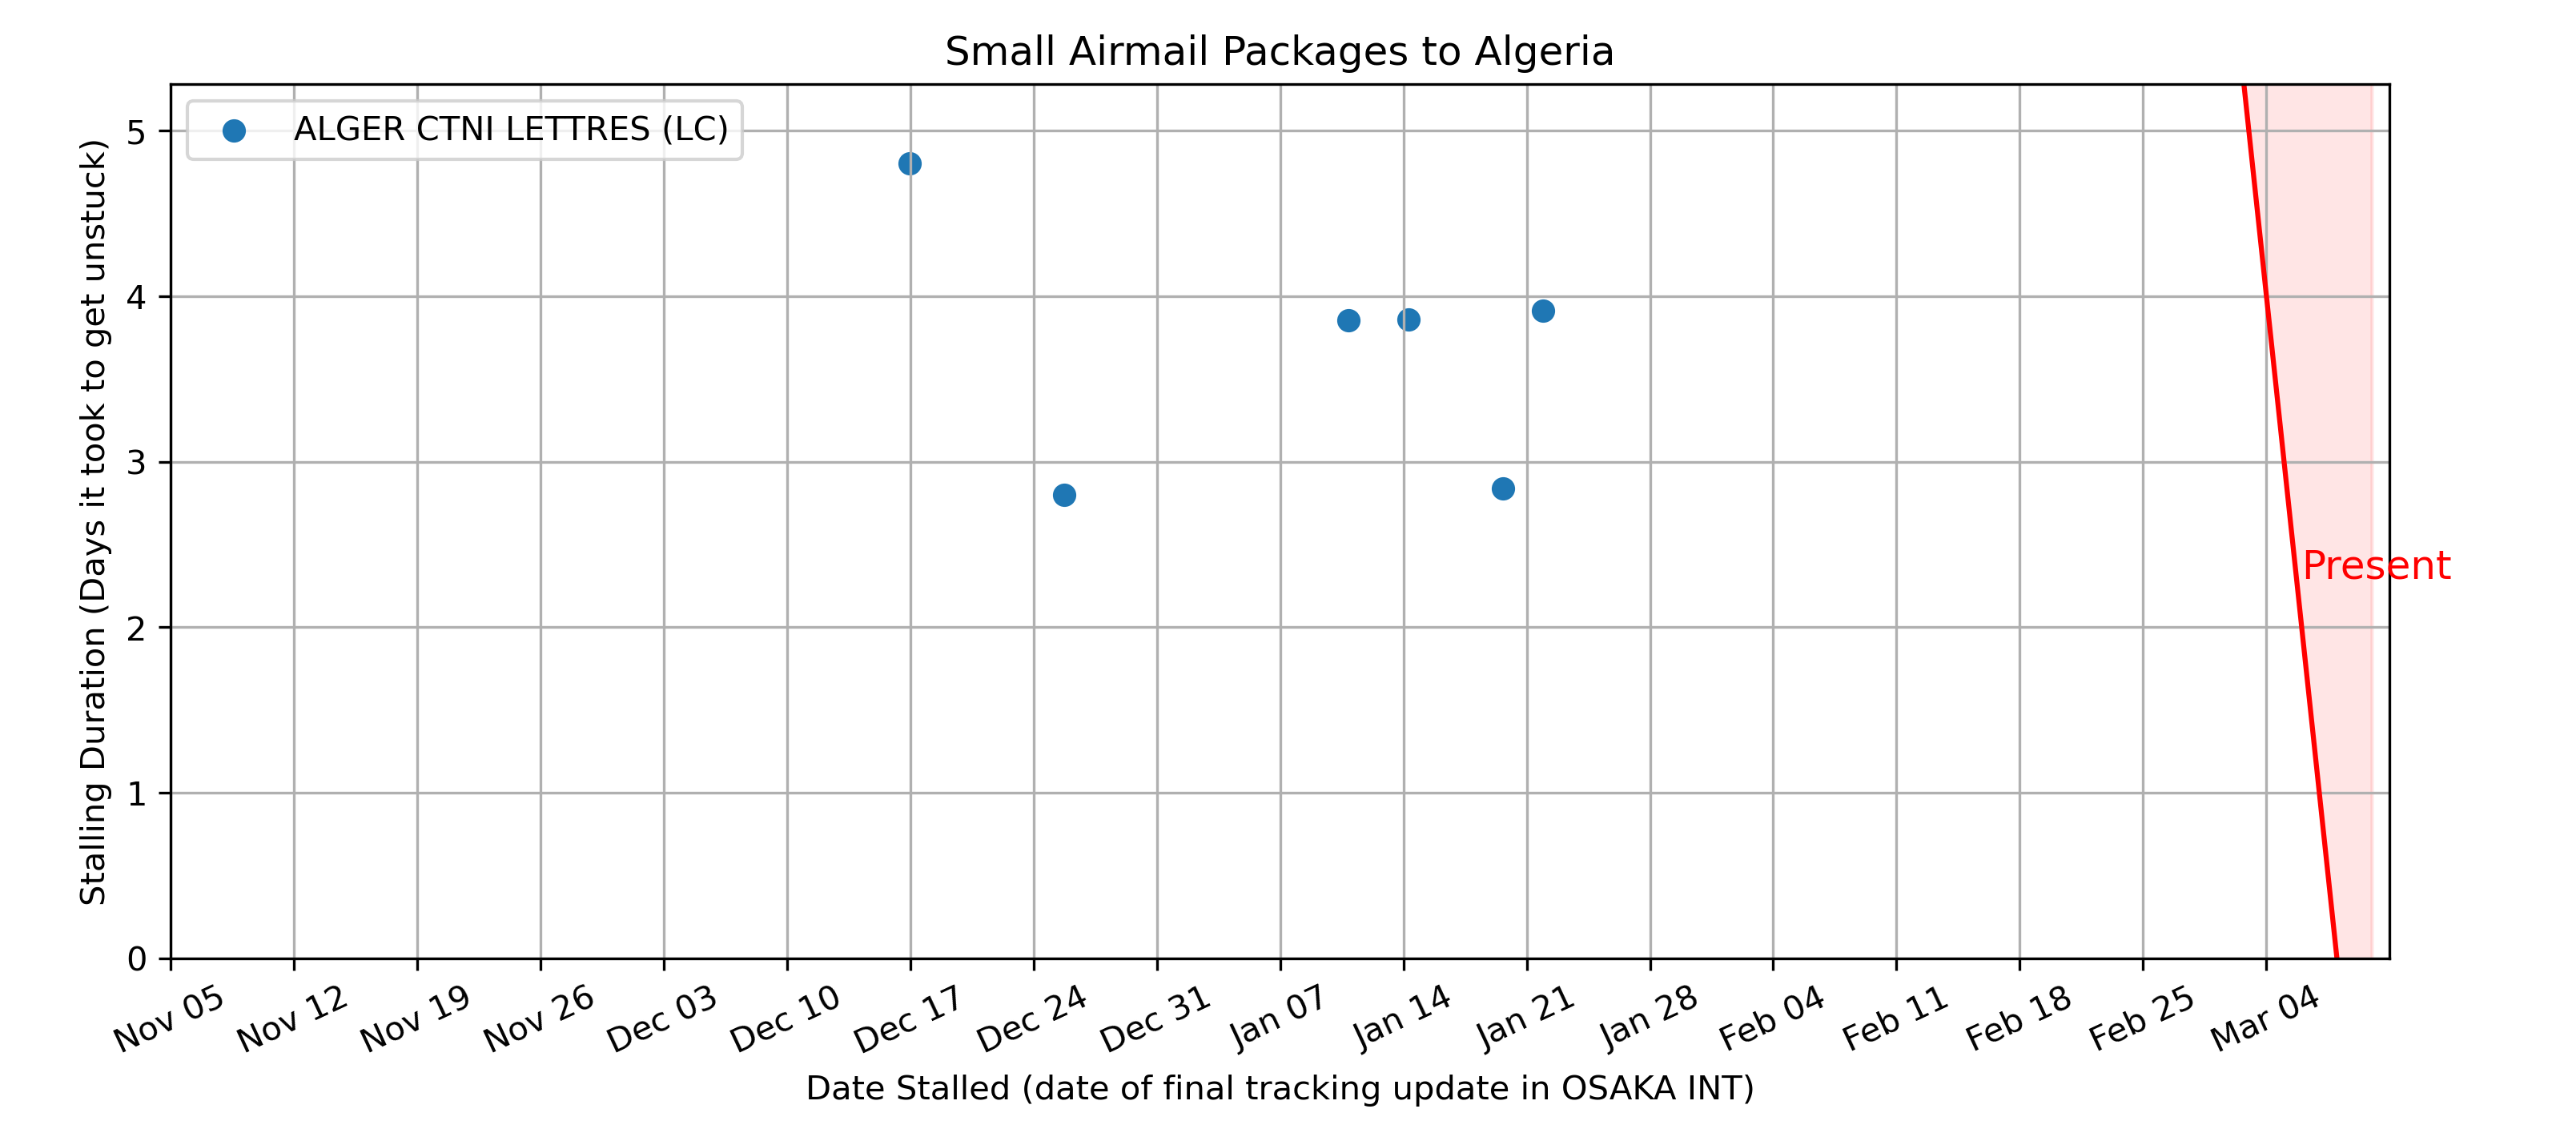 Small Airmail Packages to Algeria
ALGER CTNI LETTRES (LC)
Stalling Duration (Days it took to get unstuck)
5
4
3
2
1
0
Present
Nov 05 Nov 12 Nov 19 Nov 26 Dec 03 Dec 10 Dec 17 Dec 24 Dec 31 Jan 07 Jan 14 Jan 21 Jan 28 Feb 04 Feb 11 Feb 18 Feb 25 Mar 04
Date Stalled (date of final tracking update in OSAKA INT)